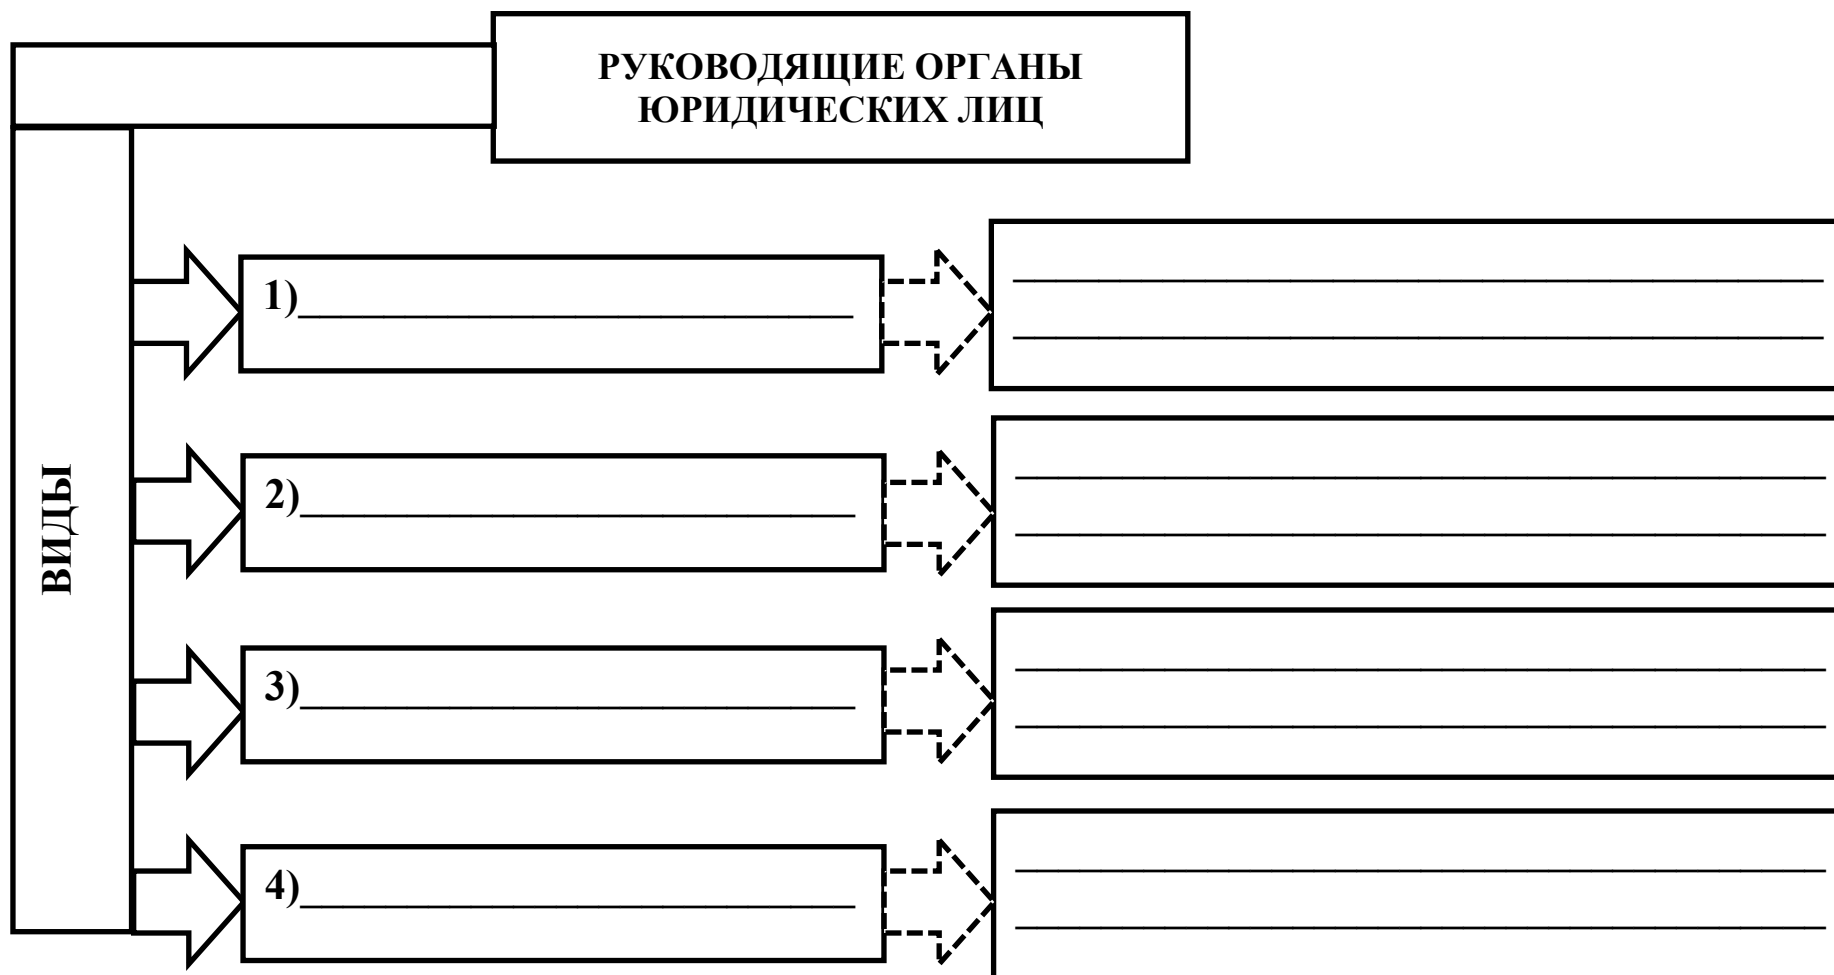 РУКОВОДЯЩИЕ ОРГАНЫ
ЮРИДИЧЕСКИХ ЛИЦ
ВИДЫ
1)
2)
3)
4)